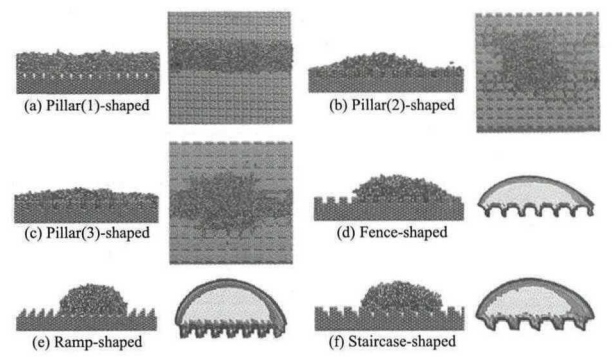 (a) Pillar(1)-shaped
(b) Pillar(2)-shaped
(c) Pillar(3)-shaped
(d) Fence-shaped
(e) Ramp-shaped
(f) Staircase-shaped